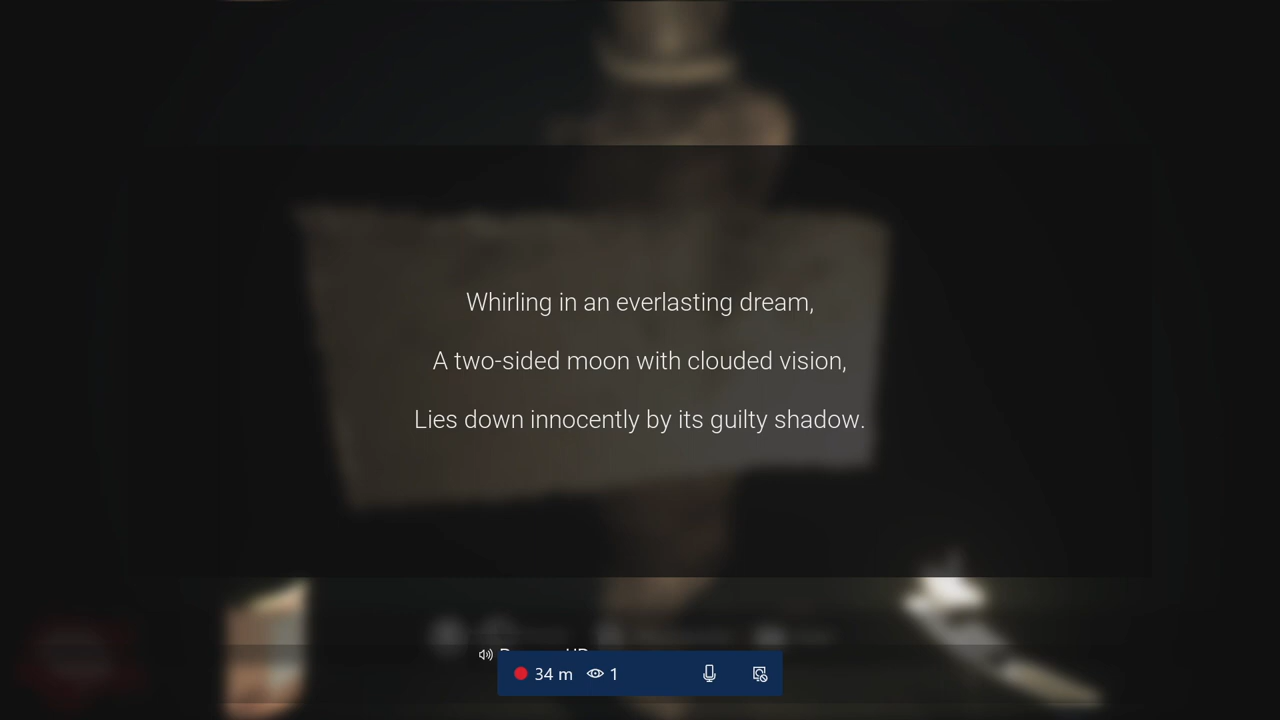 Whirling in an everlasting dream,
A two-sided moon with clouded vision,
Lies down innocently by its guilty shadow.
34 m 1